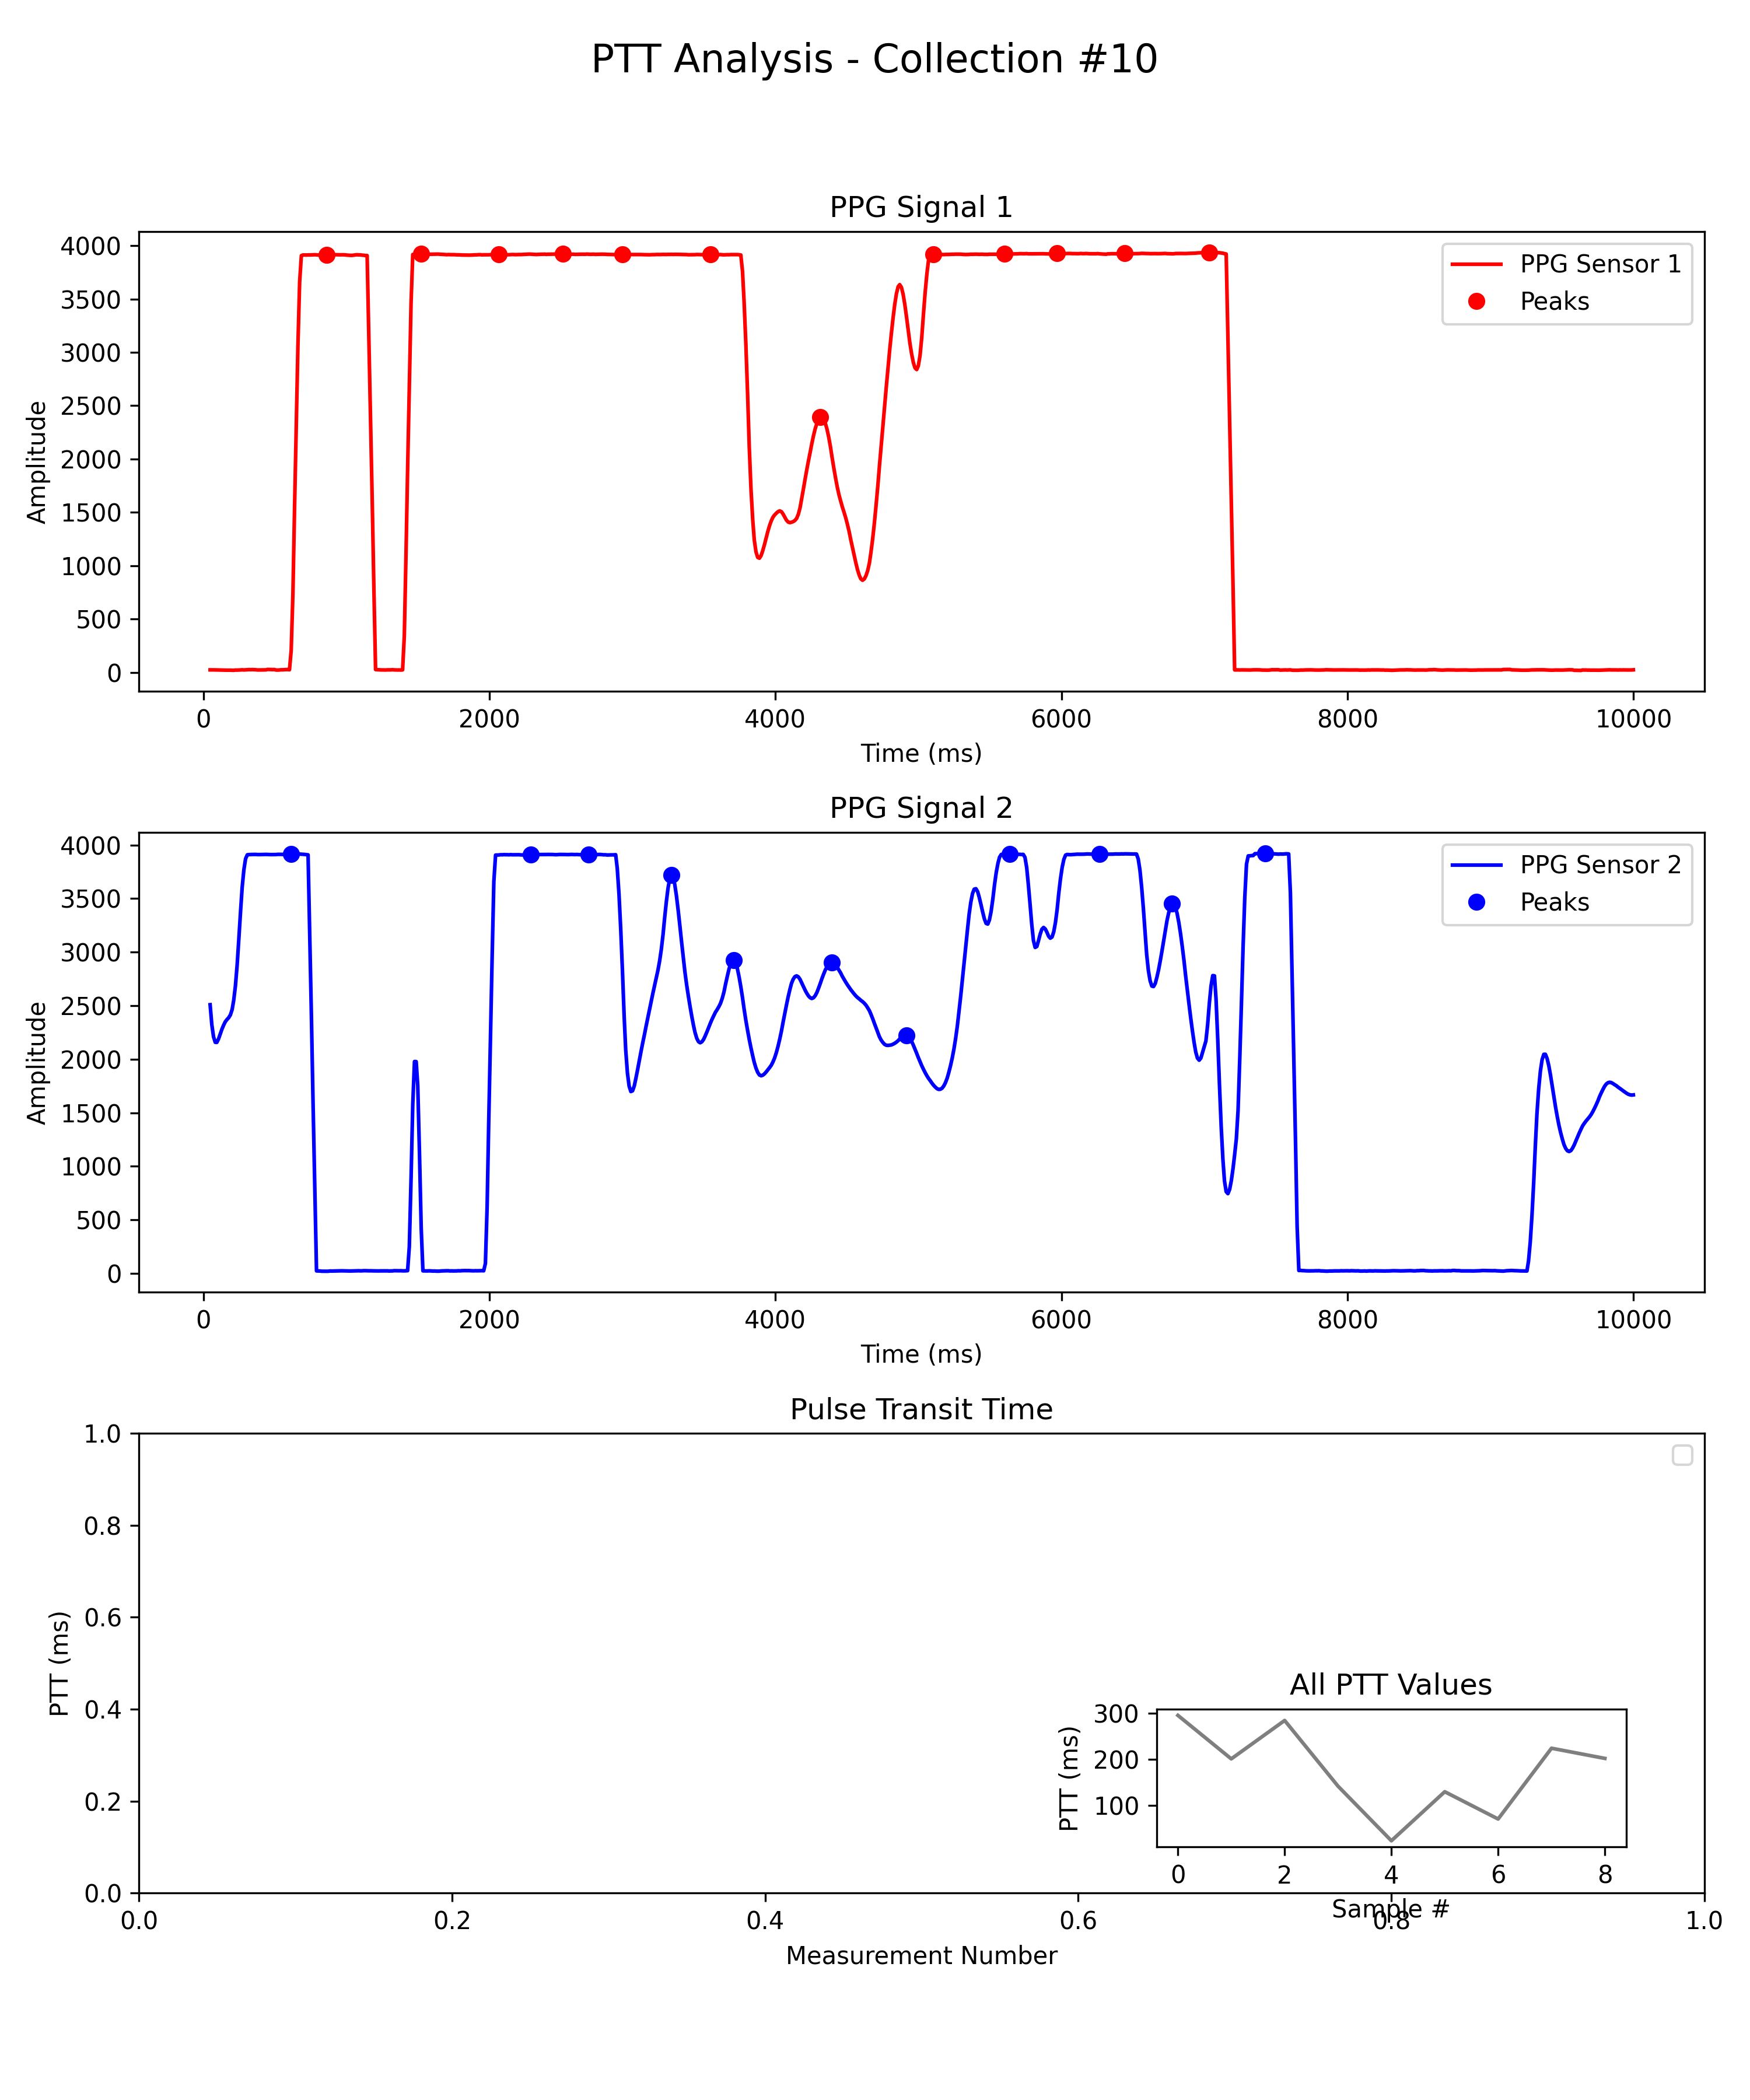 PTT Analysis - Collection #10
PPG Signal 1
4000
3500
3000
2500
2000
1500
1000
500
0
Amplitude
PPG Sensor 1
Peaks
0 2000 4000 6000 8000 10000
Time (ms)
PPG Signal 2
4000
3500
3000
2500
2000
1500
1000
500
0
Amplitude
PPG Sensor 2
Peaks
0 2000 4000 6000 8000 10000
Time (ms)
Pulse Transit Time
1.0
0.8
0.6
0.4
0.2
0.0
PTT (ms)
All PTT Values
300
200
100
PTT (ms)
0 2 4 6 8
Sample #
0.0 0.2 0.4 0.6 0.8 1.0
Measurement Number